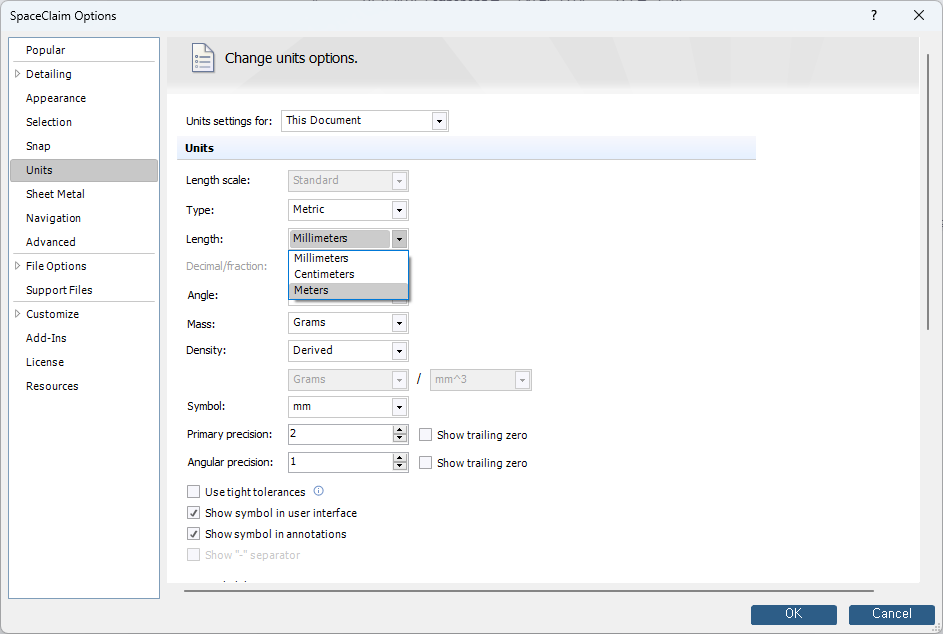 SpaceClaim Options
?
Popular
Detailing
Appearance
Selection
Snap
Units
Sheet Metal
Navigation
Advanced
File Options
Support Files
Customize
Add-Ins
License
Resources
Change units options.
Units settings for: This Document
Units
Length scale: Standard
Type: Metric
Length: Millimeters
Millimeters
Centimeters
Meters
Decimal/fraction:
Angle:
Mass: Grams
Density: Derived
Grams / mm^3
Symbol: mm
Primary precision: 2 Show trailing zero
Angular precision: 1 Show trailing zero
Use tight tolerances
Show symbol in user interface
Show symbol in annotations
Show "-" separator
OK Cancel